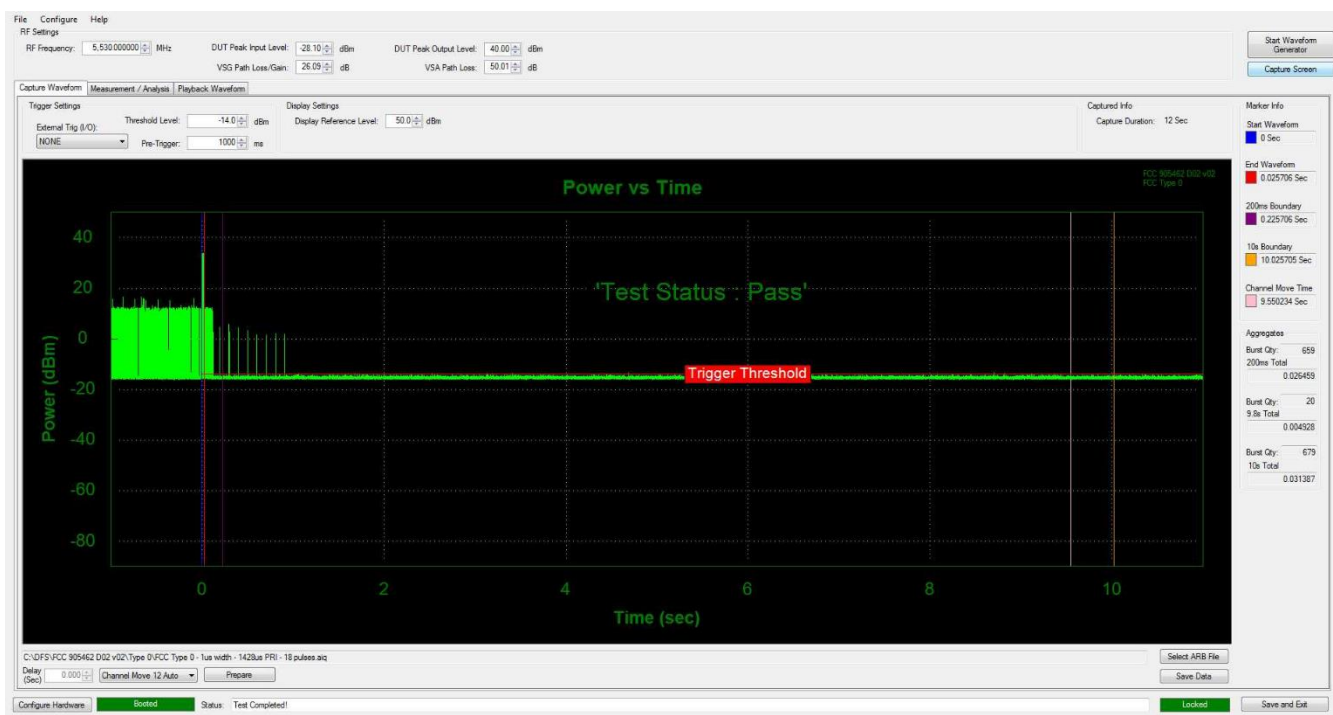 File Configure Help
RF Settings
RF Frequency: 5,530.000000 MHz DUT Peak Input Level: -28.10 dBm DUT Peak Output Level: 40.00 dBm
VSG Path Loss/Gain: 26.09 dB VSA Path Loss: 50.01 dB
Start Waveform Generator
Capture Screen
Capture Waveform Measurement / Analysis Playback Waveform
Trigger Settings
External Trig (I/O):
NONE
Threshold Level: -14.0 dBm
Pre-Trigger: 1000 ms
Display Settings
Display Reference Level: 50.0 dBm
Captured Info
Capture Duration: 12 Sec
Power vs Time
FCC 905462 D02 v02
FCC Type 0
'Test Status : Pass'
Trigger Threshold
Power (dBm)
40
20
0
-20
-40
-60
-80
0 2 4 6 8 10
Time (sec)
Marker Info
Start Waveform
0 Sec
End Waveform
0.025706 Sec
200ms Boundary
0.225706 Sec
10s Boundary
10.025705 Sec
Channel Move Time
9.550234 Sec
Aggregates
Burst Qty: 659
200ms Total
0.026459
Burst Qty: 20
9.8s Total
0.004928
Burst Qty: 679
10s Total
0.031387
C:\DFS\FCC 905462 D02 v02\Type 0\FCC Type 0 - 1us width - 1428us PRI - 18 pulses.aiq
Select ARB File
Delay (Sec) 0.000 Channel Move 12 Auto Prepare
Save Data
Configure Hardware Booted Status: Test Completed! Locked Save and Exit